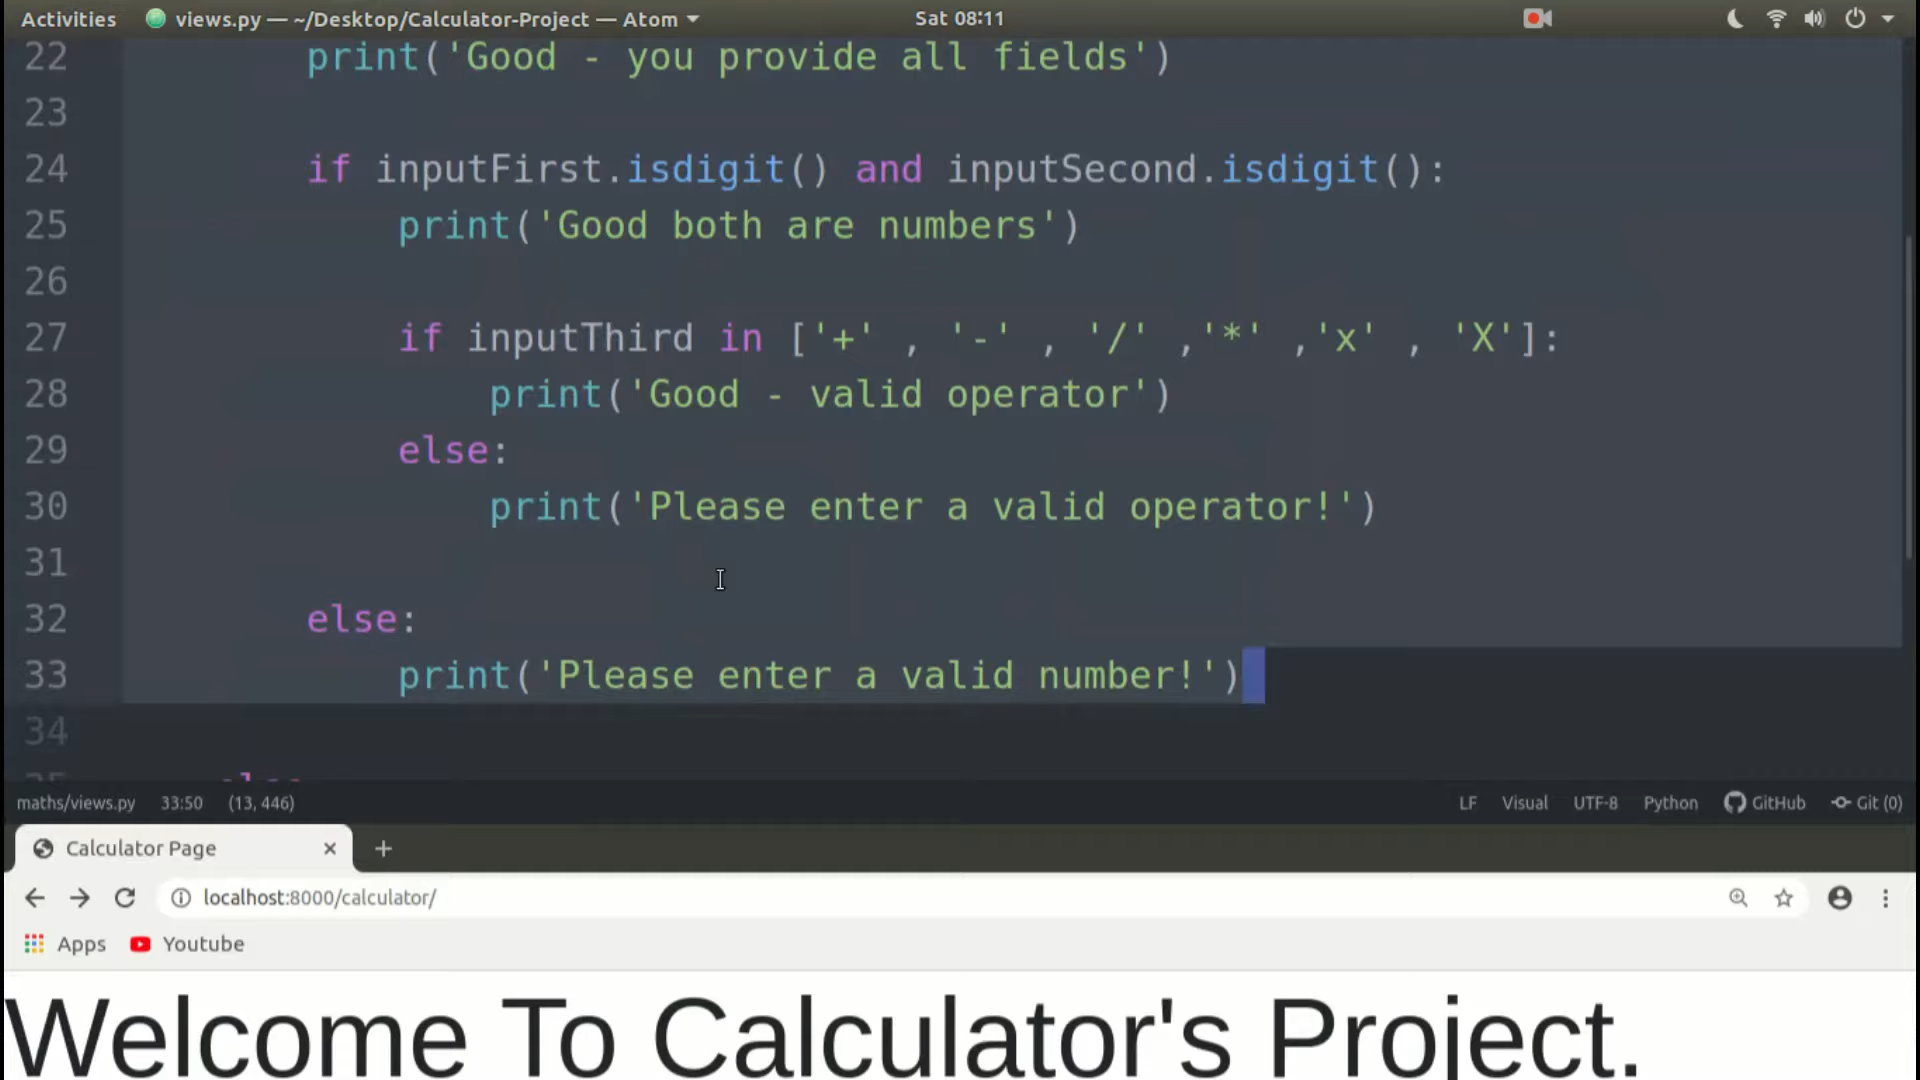 Activities views.py — ~/Desktop/Calculator-Project — Atom Sat 08:11
22 print('Good - you provide all fields')
23
24 if inputFirst.isdigit() and inputSecond.isdigit():
25 print('Good both are numbers')
26
27 if inputThird in ['+' , '-' , '/' ,'*' ,'x' , 'X']:
28 print('Good - valid operator')
29 else:
30 print('Please enter a valid operator!')
31
32 else:
33 print('Please enter a valid number!')
34
35 else
maths/views.py 33:50 (13, 446) LF Visual UTF-8 Python GitHub Git (0)
Calculator Page
localhost:8000/calculator/
Apps Youtube
Welcome To Calculator's Project.